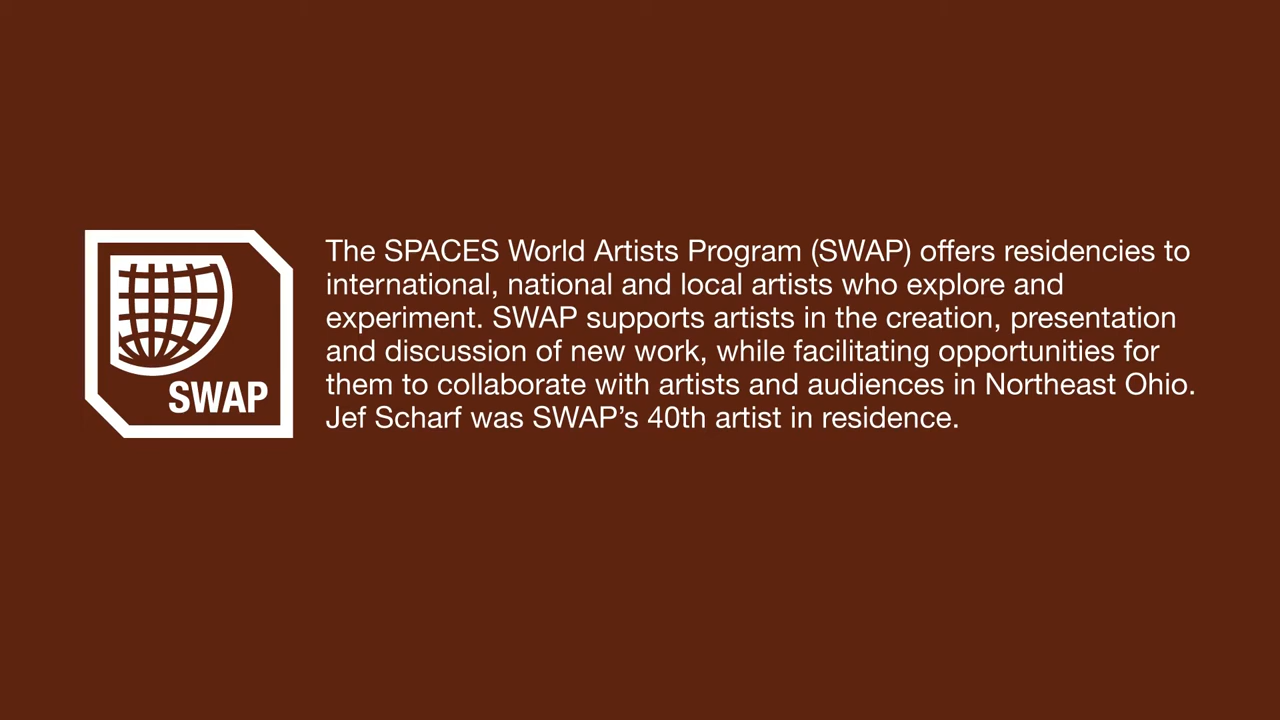 SWAP
The SPACES World Artists Program (SWAP) offers residencies to
international, national and local artists who explore and
experiment. SWAP supports artists in the creation, presentation
and discussion of new work, while facilitating opportunities for
them to collaborate with artists and audiences in Northeast Ohio.
Jef Scharf was SWAP’s 40th artist in residence.